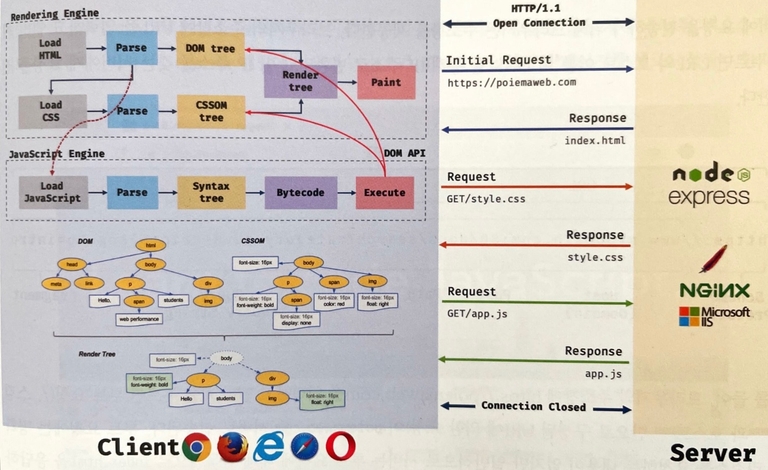 Rendering Engine
Load HTML
Parse
DOM tree
Render tree
Paint
Load CSS
Parse
CSSOM tree
JavaScript Engine
DOM API
Load JavaScript
Parse
Syntax tree
Bytecode
Execute
DOM
html
head
body
meta
link
p
div
Hello,
span
students
img
web performance
CSSOM
font-size: 16px
body
p
span
img
font-size: 16px
font-weight: bold
span
font-size: 16px
color: red
font-size: 16px
float: right
font-size: 16px
display: none
Render Tree
font-size: 16px
body
font-size: 16px
font-weight: bold
p
div
Hello
students
img
font-size: 16px
float: right
Client
HTTP/1.1
Open Connection
Initial Request
https://poiemaweb.com
Response
index.html
Request
GET/style.css
Response
style.css
Request
GET/app.js
Response
app.js
Connection Closed
node JS
express
NGINX
Microsoft
IIS
Server